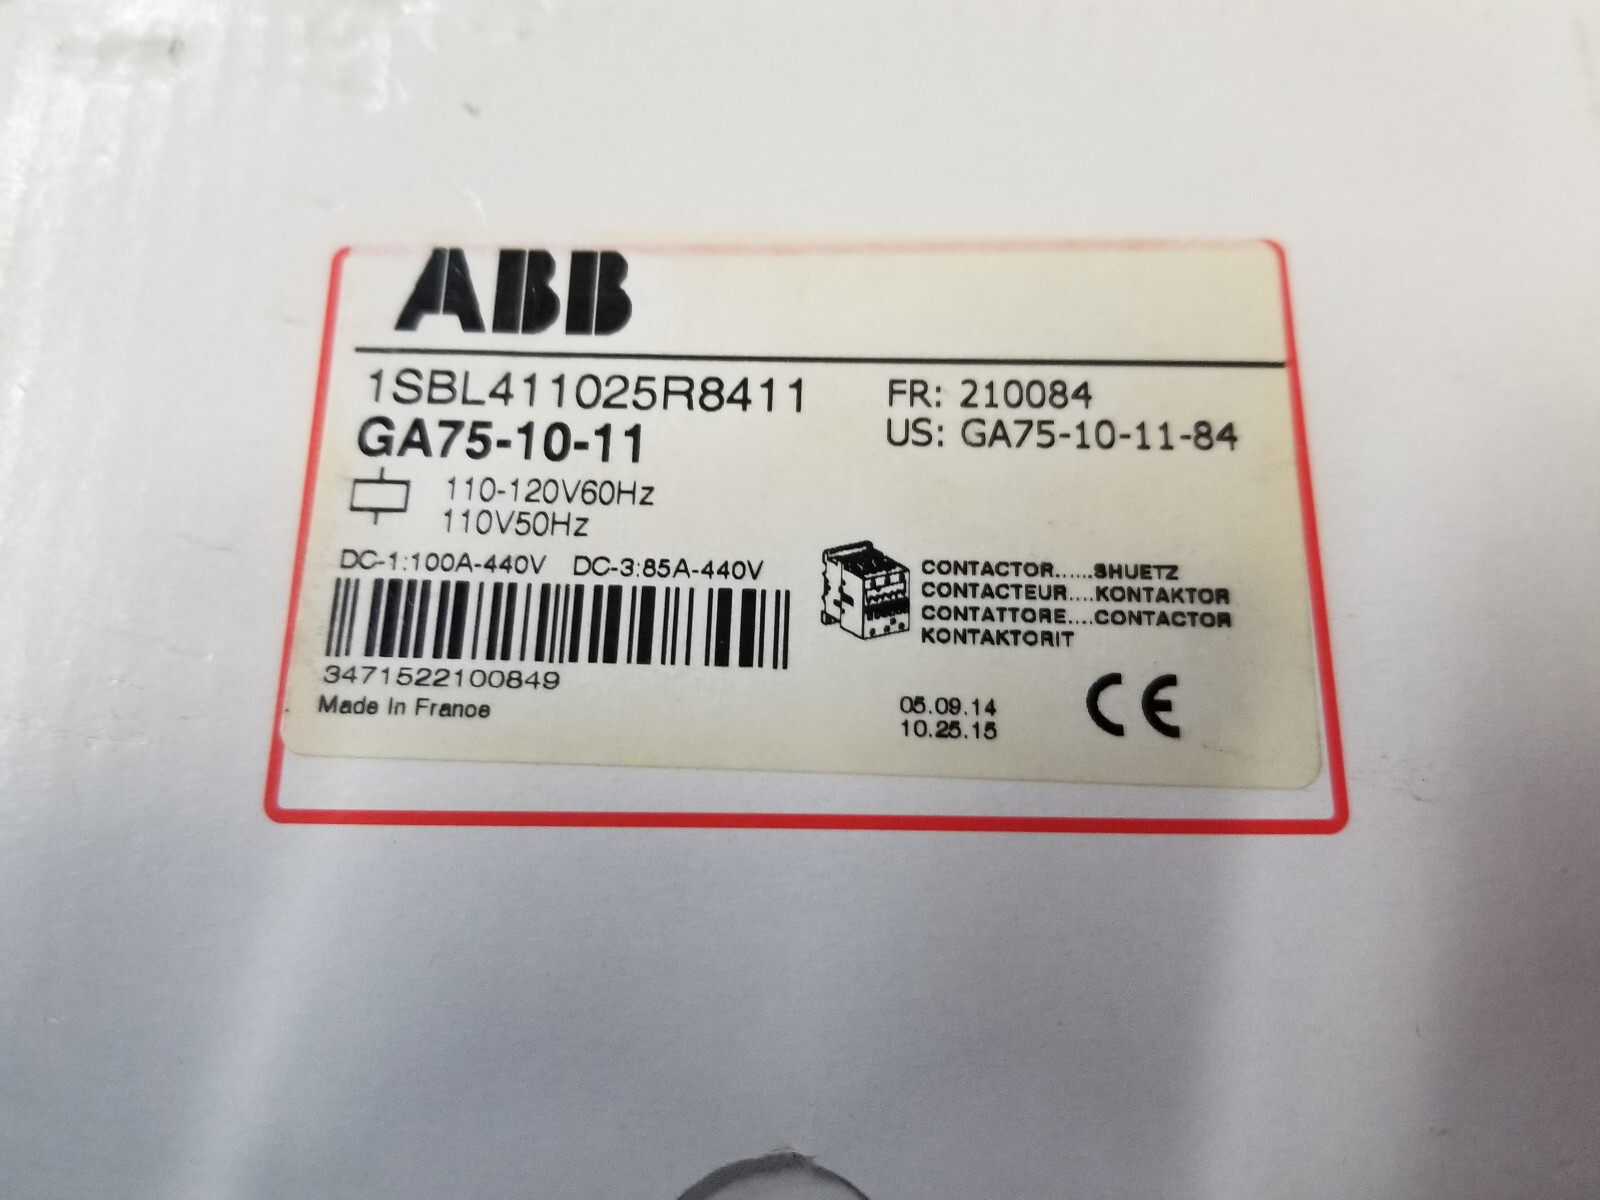 ABB
1SBL411025R8411
FR: 210084
GA75-10-11
US: GA75-10-11-84
110-120V60Hz
110V50Hz
DC-1:100A-440V DC-3:85A-440V
CONTACTOR......SHUETZ
CONTACTEUR....KONTAKTOR
CONTATTORE....CONTACTOR
KONTAKTORIT
3471522100849
Made In France
05.09.14
10.25.15
CE